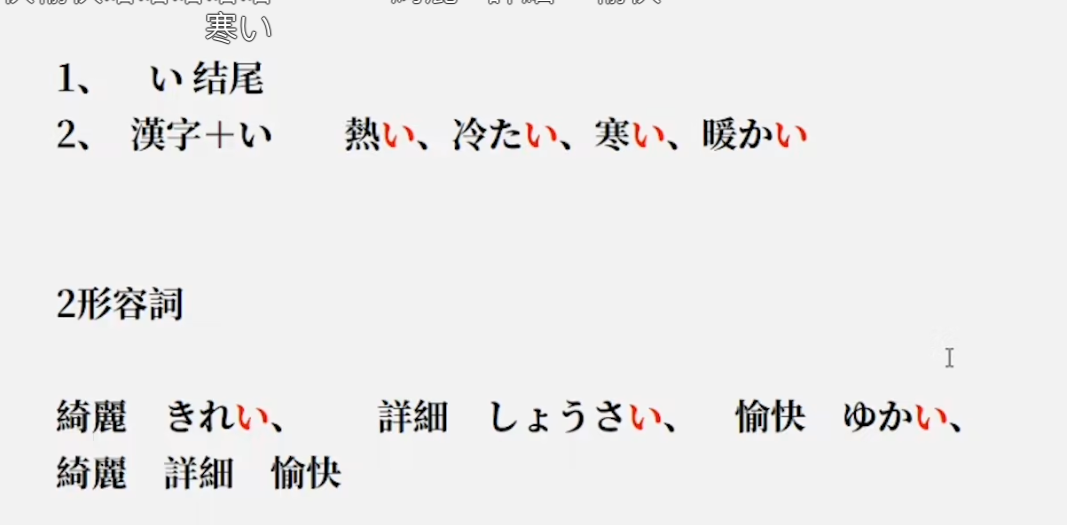 寒い
1、 い 结尾
2、 漢字＋い 熱い、冷たい、寒い、暖かい
2形容詞
綺麗 きれい、 詳細 しょうさい、 愉快 ゆかい、
綺麗 詳細 愉快